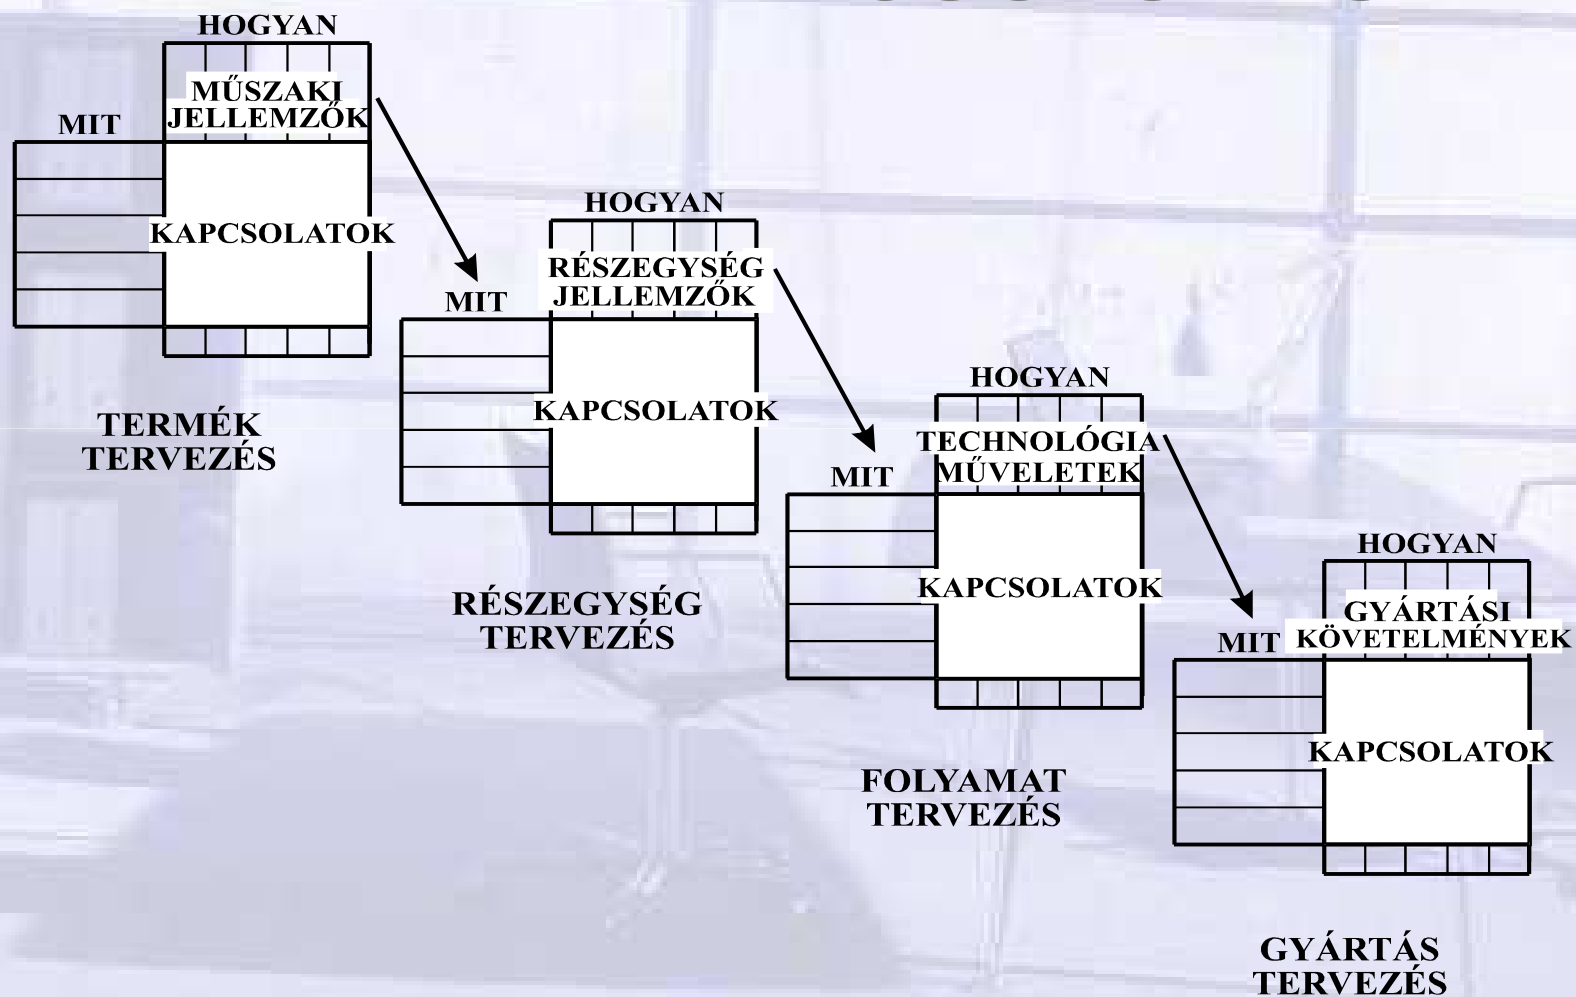 HOGYAN
MŰSZAKI
JELLEMZŐK
MIT
KAPCSOLATOK
TERMÉK
TERVEZÉS
HOGYAN
RÉSZEGYSÉG
JELLEMZŐK
MIT
KAPCSOLATOK
RÉSZEGYSÉG
TERVEZÉS
HOGYAN
TECHNOLÓGIA
MŰVELETEK
MIT
KAPCSOLATOK
FOLYAMAT
TERVEZÉS
HOGYAN
GYÁRTÁSI
KÖVETELMÉNYEK
MIT
KAPCSOLATOK
GYÁRTÁS
TERVEZÉS